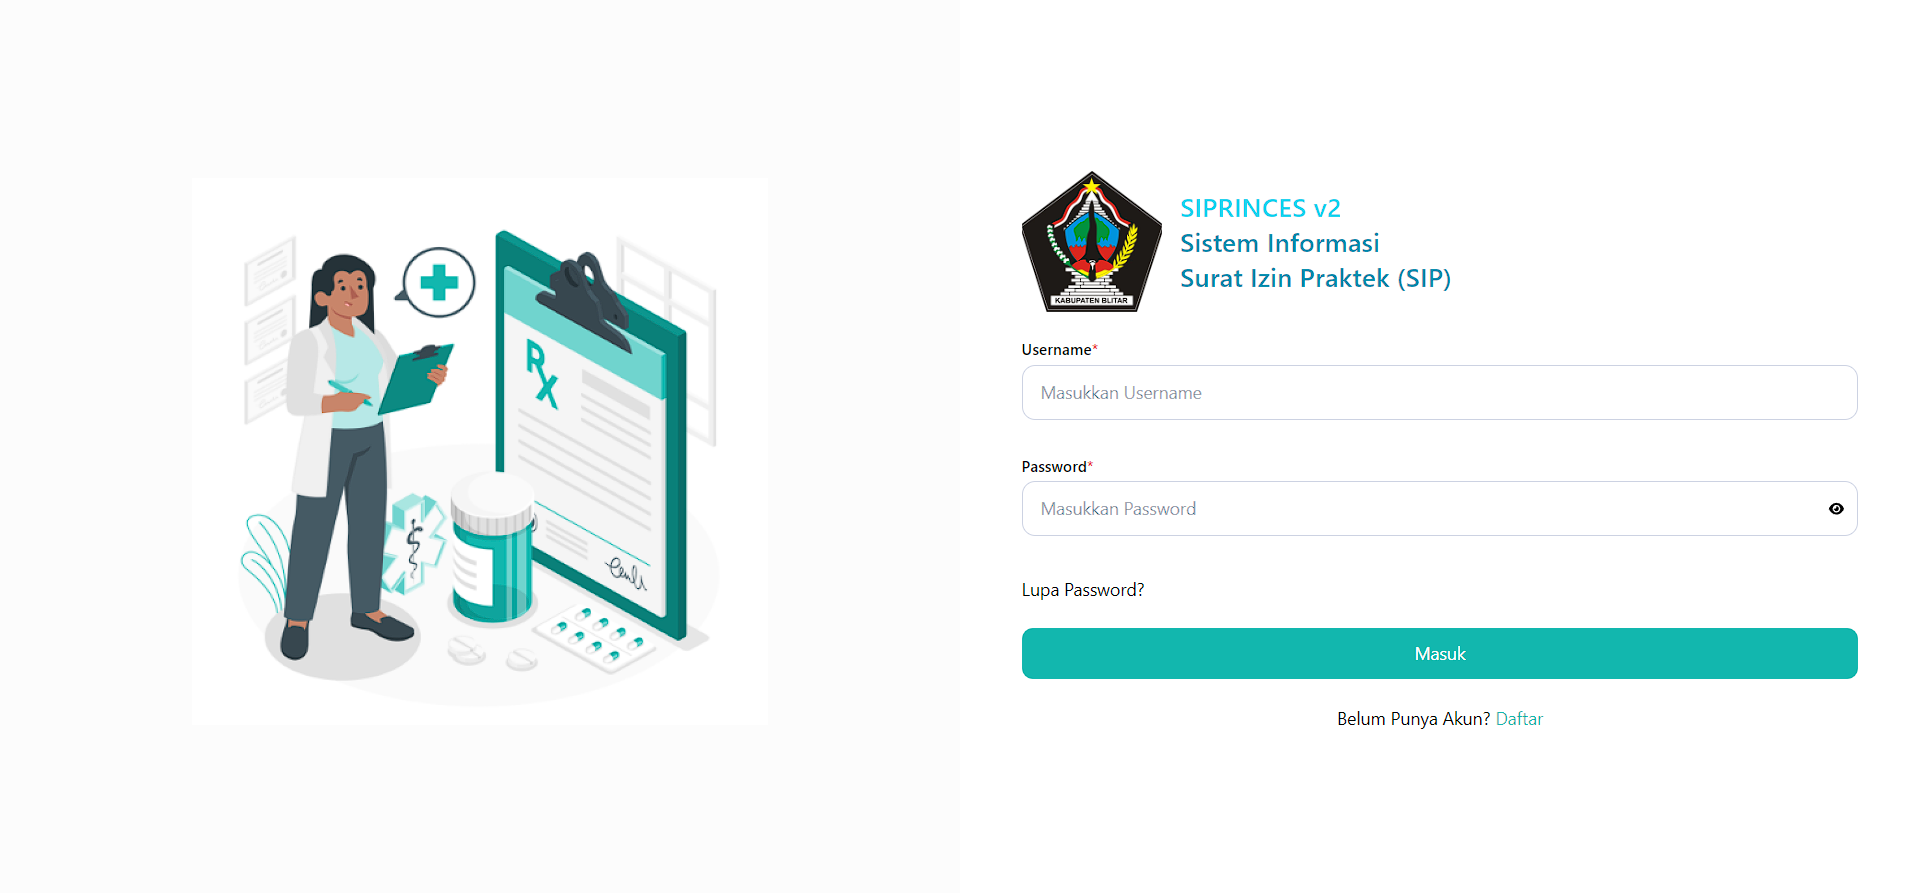 RX
KABUPATEN BLITAR
SIPRINCES v2
Sistem Informasi
Surat Izin Praktek (SIP)
Username*
Masukkan Username
Password*
Masukkan Password
Lupa Password?
Masuk
Belum Punya Akun? Daftar